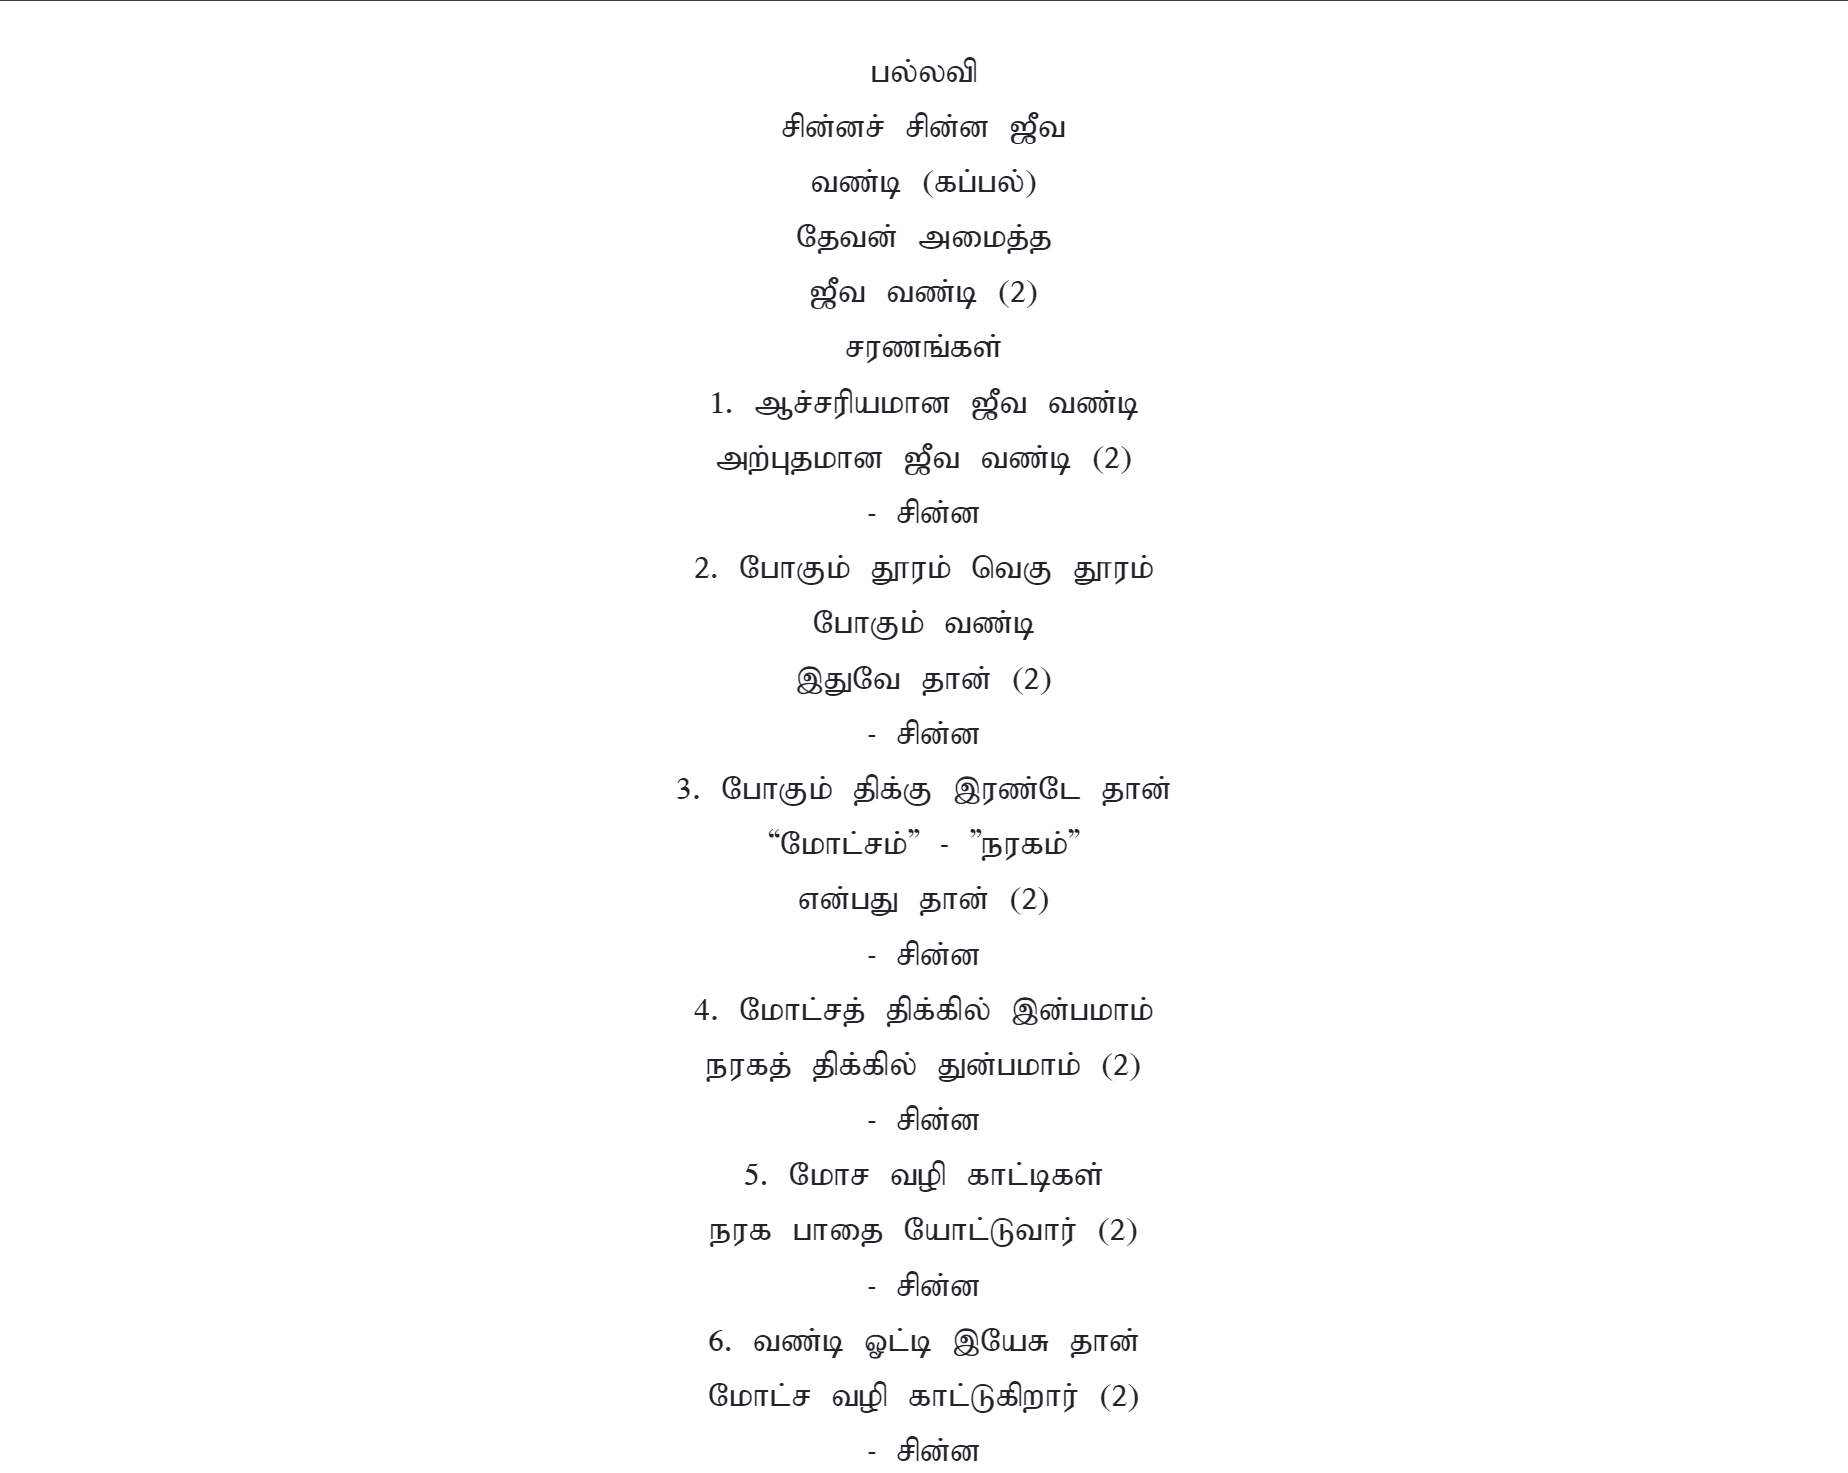 பல்லவி
சின்னச் சின்ன ஜீவ
வண்டி (கப்பல்)
தேவன் அமைத்த
ஜீவ வண்டி (2)
சரணங்கள்
1. ஆச்சரியமான ஜீவ வண்டி
அற்புதமான ஜீவ வண்டி (2)
- சின்ன
2. போகும் தூரம் வெகு தூரம்
போகும் வண்டி
இதுவே தான் (2)
- சின்ன
3. போகும் திக்கு இரண்டே தான்
“மோட்சம்” - ”நரகம்”
என்பது தான் (2)
- சின்ன
4. மோட்சத் திக்கில் இன்பமாம்
நரகத் திக்கில் துன்பமாம் (2)
- சின்ன
5. மோச வழி காட்டிகள்
நரக பாதை யோட்டுவார் (2)
- சின்ன
6. வண்டி ஓட்டி இயேசு தான்
மோட்ச வழி காட்டுகிறார் (2)
- சின்ன